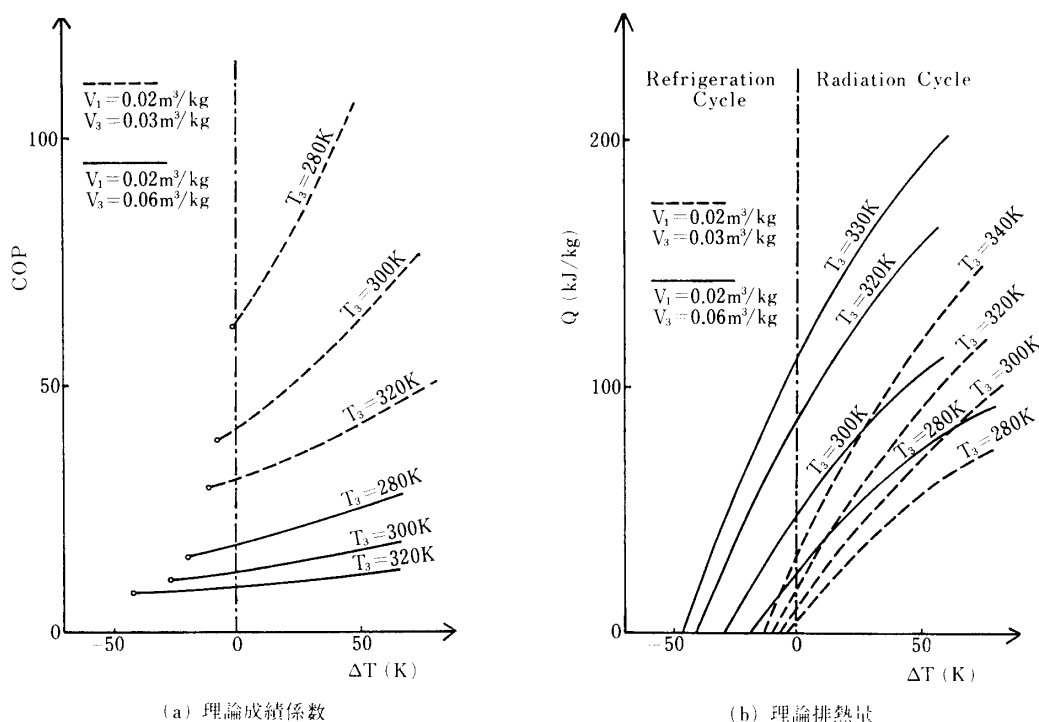 100
50
0
-50
0
50
COP
ΔT (K)
V₁=0.02m³/kg
V₃=0.03m³/kg
V₁=0.02m³/kg
V₃=0.06m³/kg
T₃=280K
T₃=300K
T₃=320K
T₃=280K
T₃=300K
T₃=320K
(a) 理論成績係数
Refrigeration
Cycle
Radiation Cycle
200
100
0
-50
0
50
Q (kJ/kg)
ΔT (K)
V₁=0.02m³/kg
V₃=0.03m³/kg
V₁=0.02m³/kg
V₃=0.06m³/kg
T₃=330K
T₃=320K
T₃=300K
T₃=280K
T₃=340K
T₃=320K
T₃=300K
T₃=280K
(b) 理論排熱量